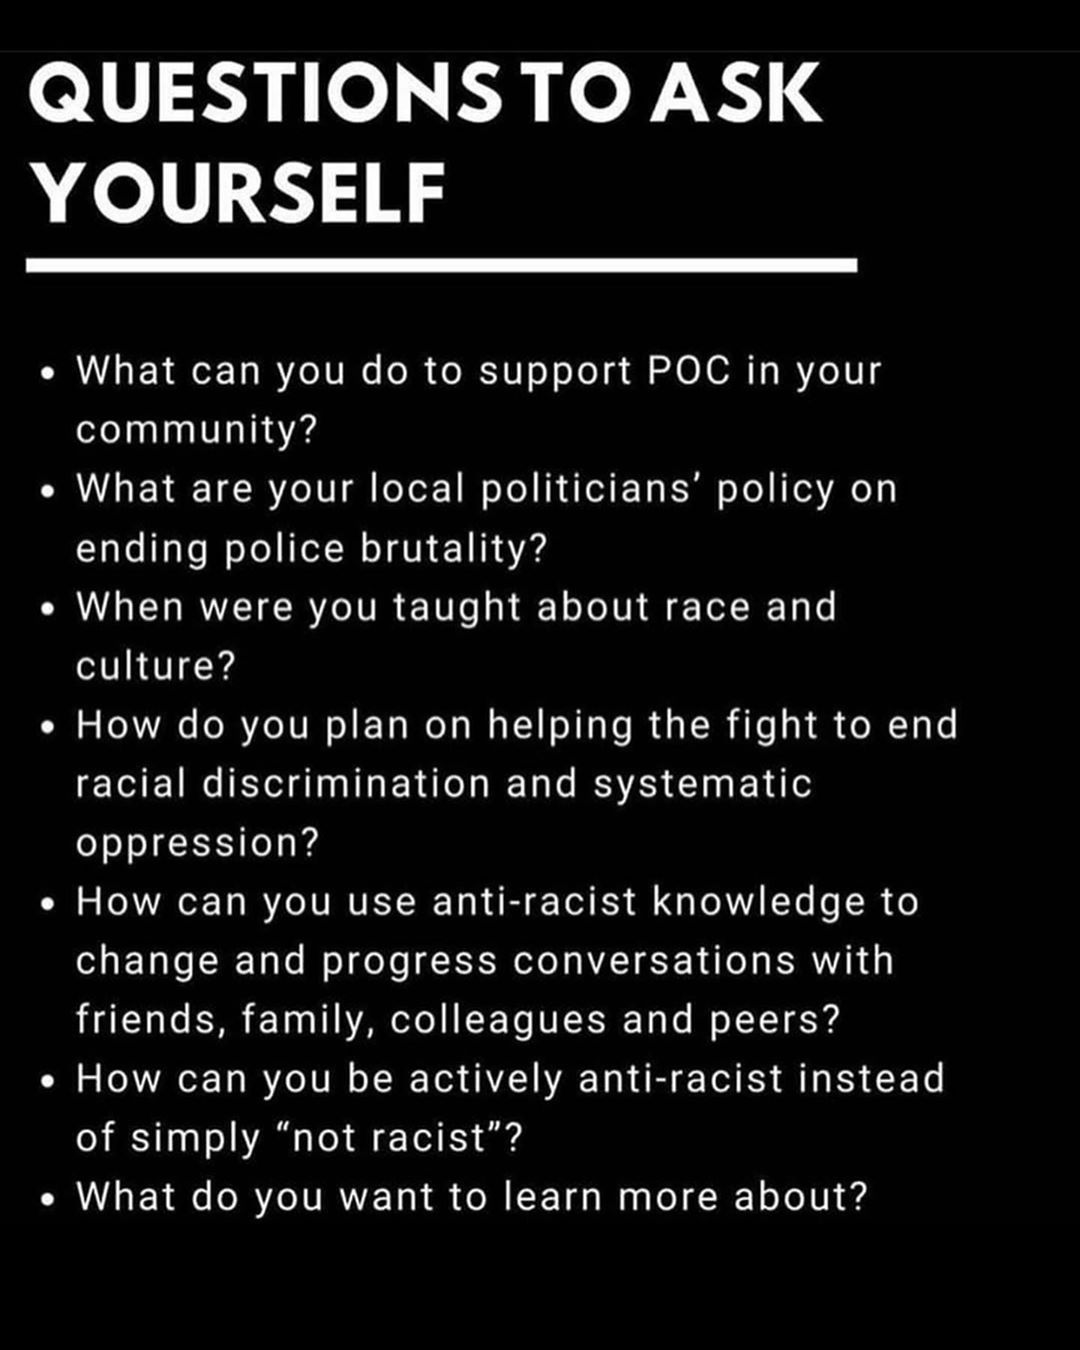 QUESTIONS TO ASK
YOURSELF
• What can you do to support POC in your
community?
• What are your local politicians’ policy on
ending police brutality?
• When were you taught about race and
culture?
• How do you plan on helping the fight to end
racial discrimination and systematic
oppression?
• How can you use anti-racist knowledge to
change and progress conversations with
friends, family, colleagues and peers?
• How can you be actively anti-racist instead
of simply “not racist”?
• What do you want to learn more about?